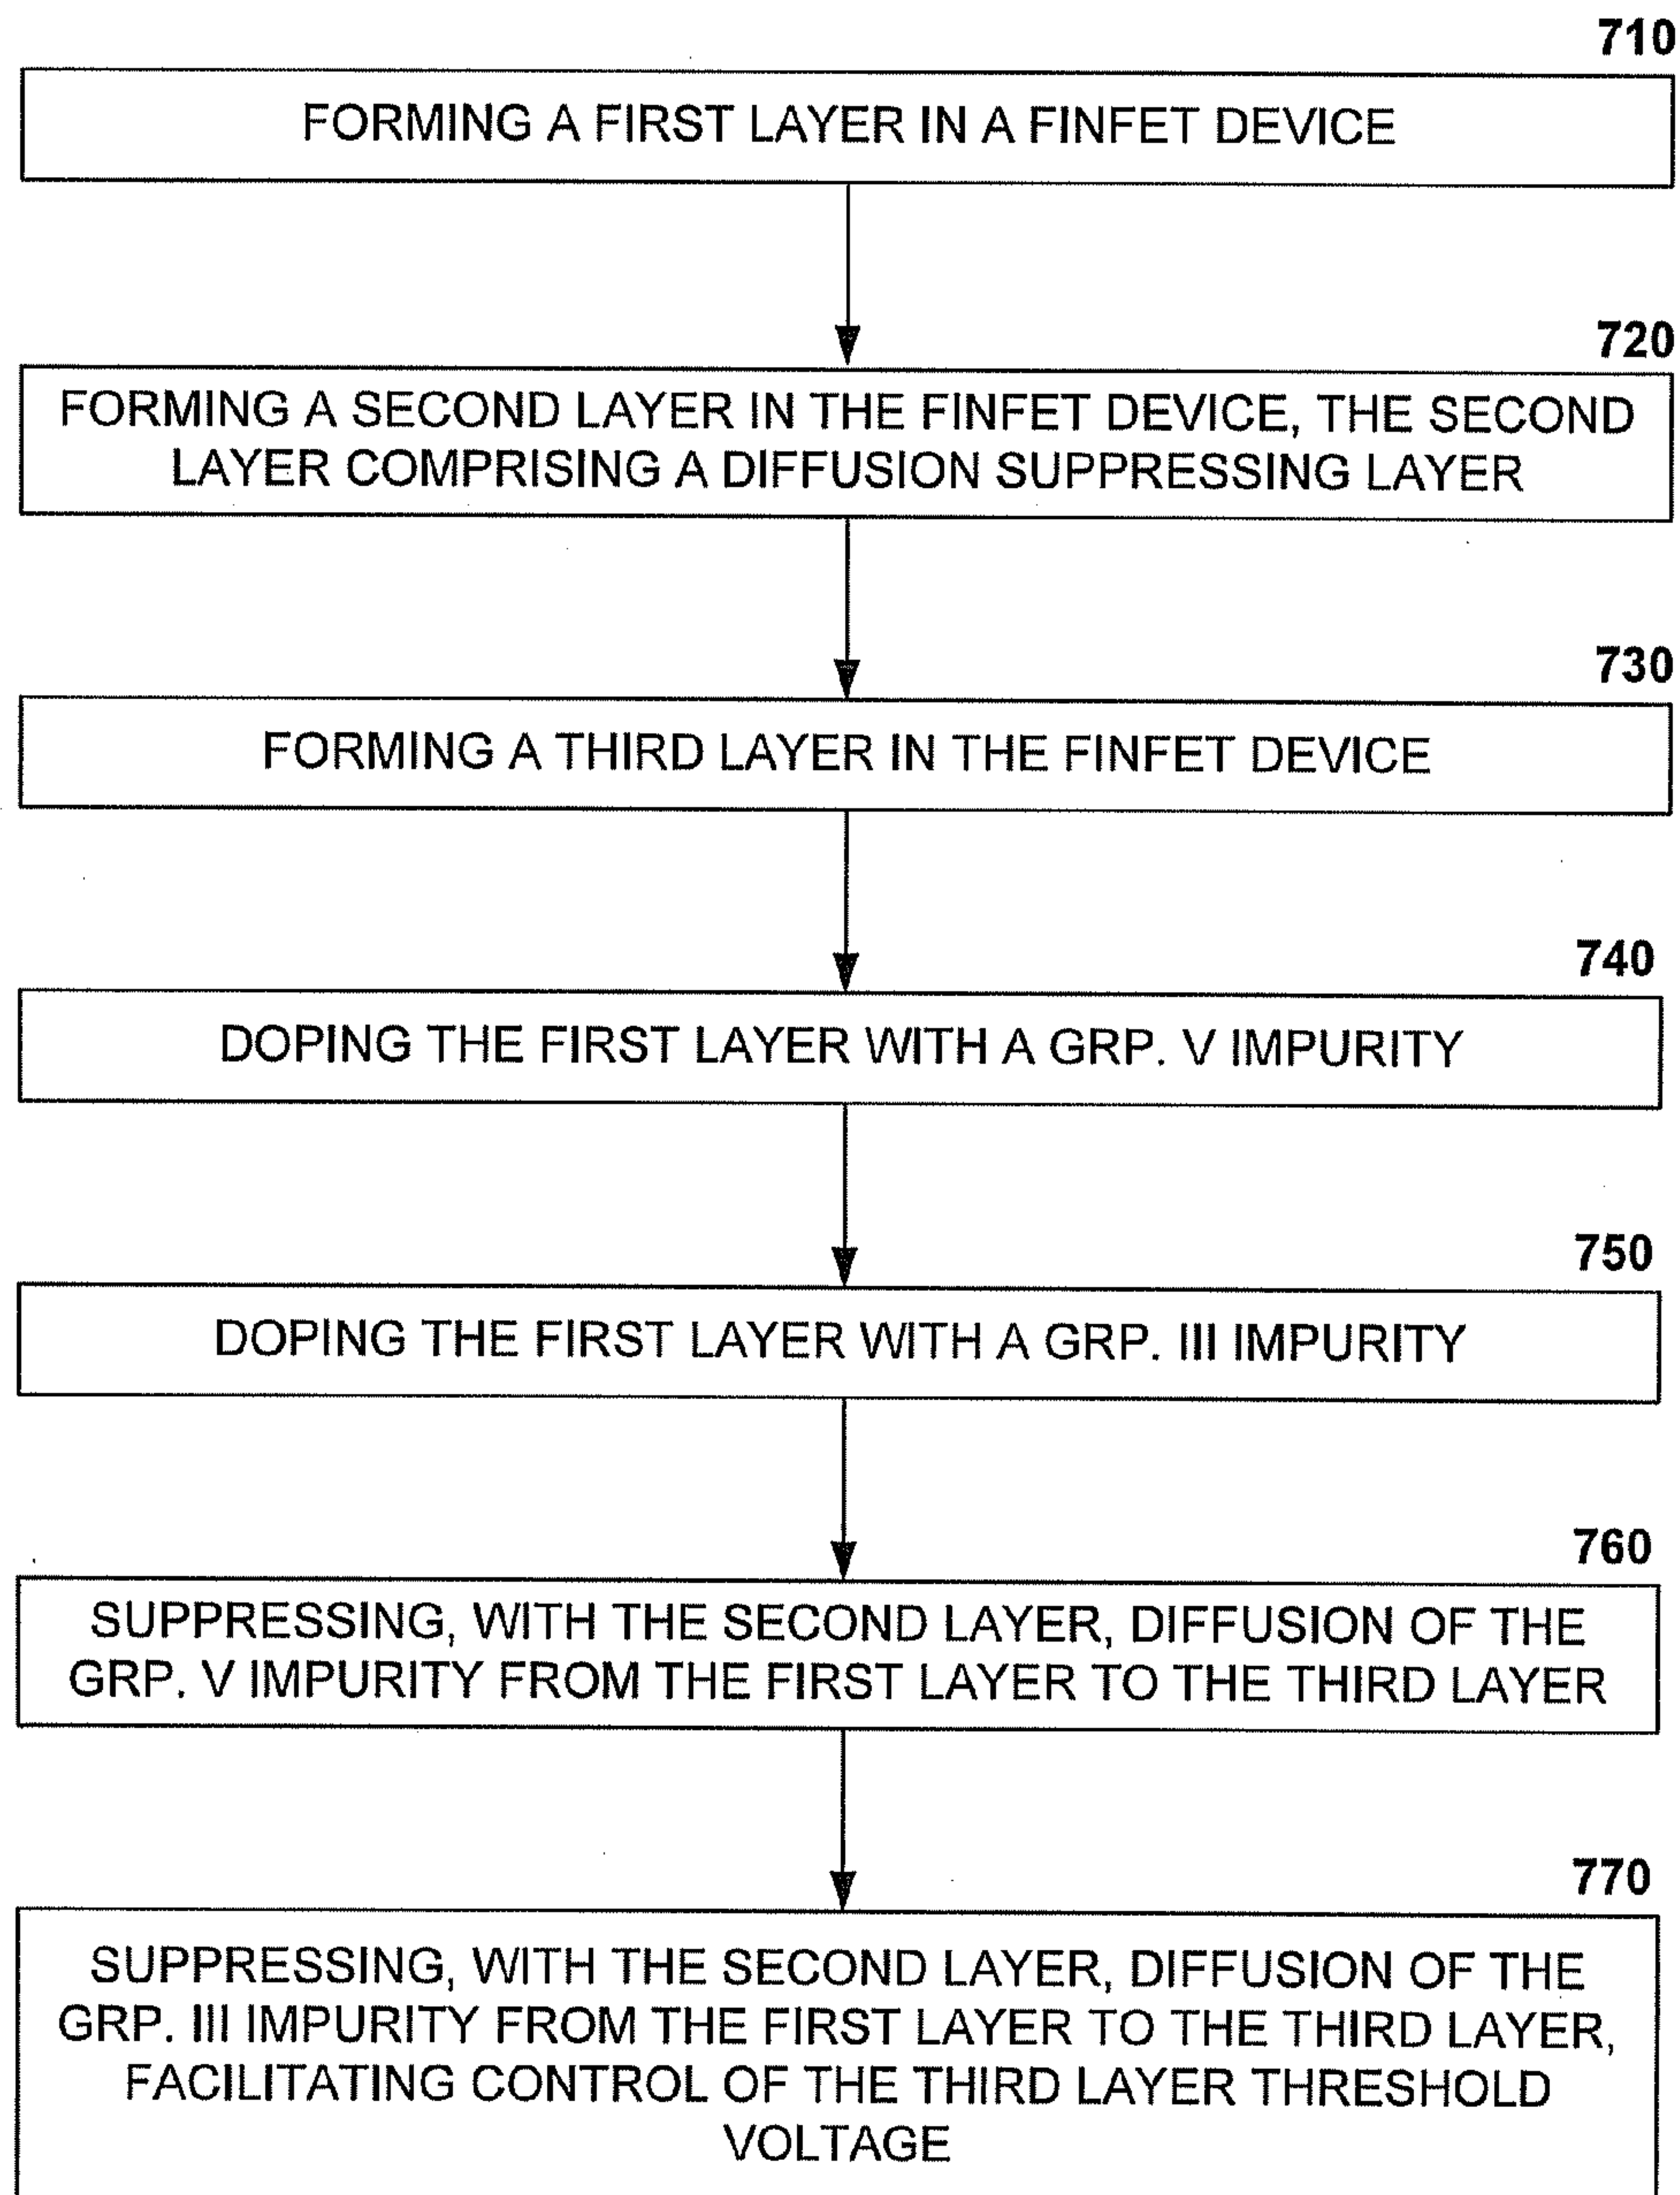 710
FORMING A FIRST LAYER IN A FINFET DEVICE
720
FORMING A SECOND LAYER IN THE FINFET DEVICE, THE SECOND
LAYER COMPRISING A DIFFUSION SUPPRESSING LAYER
730
FORMING A THIRD LAYER IN THE FINFET DEVICE
740
DOPING THE FIRST LAYER WITH A GRP. V IMPURITY
750
DOPING THE FIRST LAYER WITH A GRP. III IMPURITY
760
SUPPRESSING, WITH THE SECOND LAYER, DIFFUSION OF THE
GRP. V IMPURITY FROM THE FIRST LAYER TO THE THIRD LAYER
770
SUPPRESSING, WITH THE SECOND LAYER, DIFFUSION OF THE
GRP. III IMPURITY FROM THE FIRST LAYER TO THE THIRD LAYER,
FACILITATING CONTROL OF THE THIRD LAYER THRESHOLD
VOLTAGE